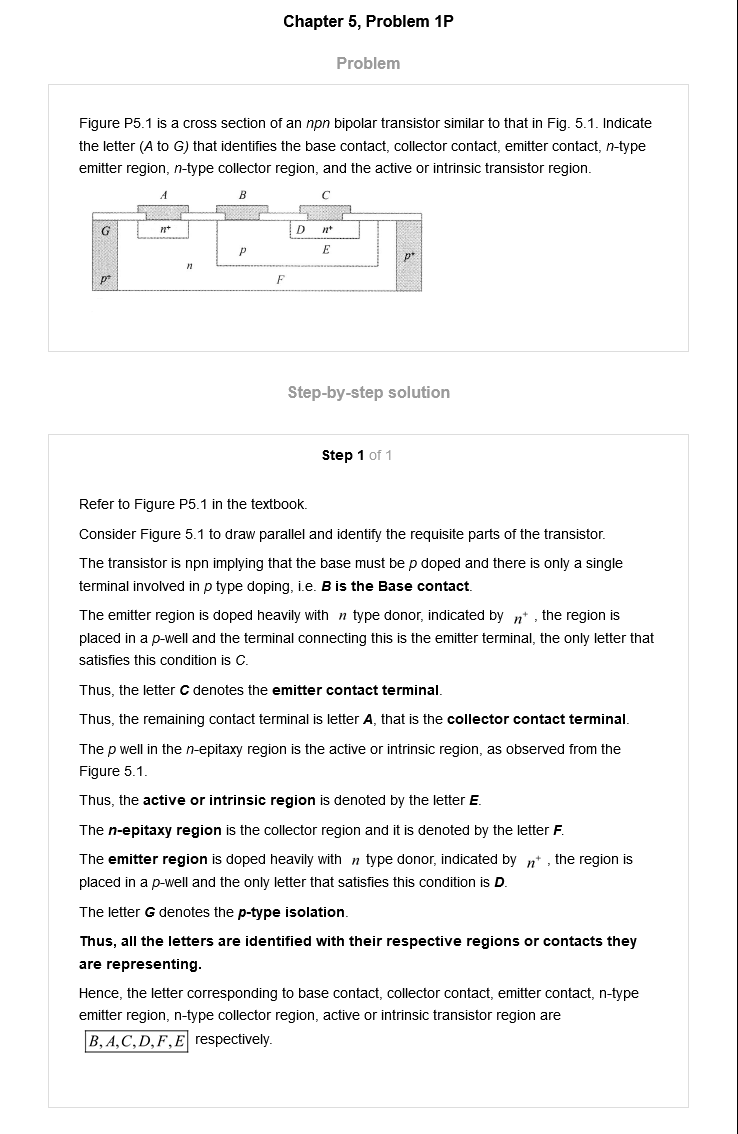 Chapter 5, Problem 1P
Problem
Figure P5.1 is a cross section of an npn bipolar transistor similar to that in Fig. 5.1. Indicate
the letter (A to G) that identifies the base contact, collector contact, emitter contact, n-type
emitter region, n-type collector region, and the active or intrinsic transistor region.
A B C
G n+ D n+
p E p+
n
p+ F
Step-by-step solution
Step 1 of 1
Refer to Figure P5.1 in the textbook.
Consider Figure 5.1 to draw parallel and identify the requisite parts of the transistor.
The transistor is npn implying that the base must be p doped and there is only a single
terminal involved in p type doping, i.e. B is the Base contact.
The emitter region is doped heavily with n type donor, indicated by n+ , the region is
placed in a p-well and the terminal connecting this is the emitter terminal, the only letter that
satisfies this condition is C.
Thus, the letter C denotes the emitter contact terminal.
Thus, the remaining contact terminal is letter A, that is the collector contact terminal.
The p well in the n-epitaxy region is the active or intrinsic region, as observed from the
Figure 5.1.
Thus, the active or intrinsic region is denoted by the letter E.
The n-epitaxy region is the collector region and it is denoted by the letter F.
The emitter region is doped heavily with n type donor, indicated by n+ , the region is
placed in a p-well and the only letter that satisfies this condition is D.
The letter G denotes the p-type isolation.
Thus, all the letters are identified with their respective regions or contacts they
are representing.
Hence, the letter corresponding to base contact, collector contact, emitter contact, n-type
emitter region, n-type collector region, active or intrinsic transistor region are
B, A, C, D, F, E respectively.